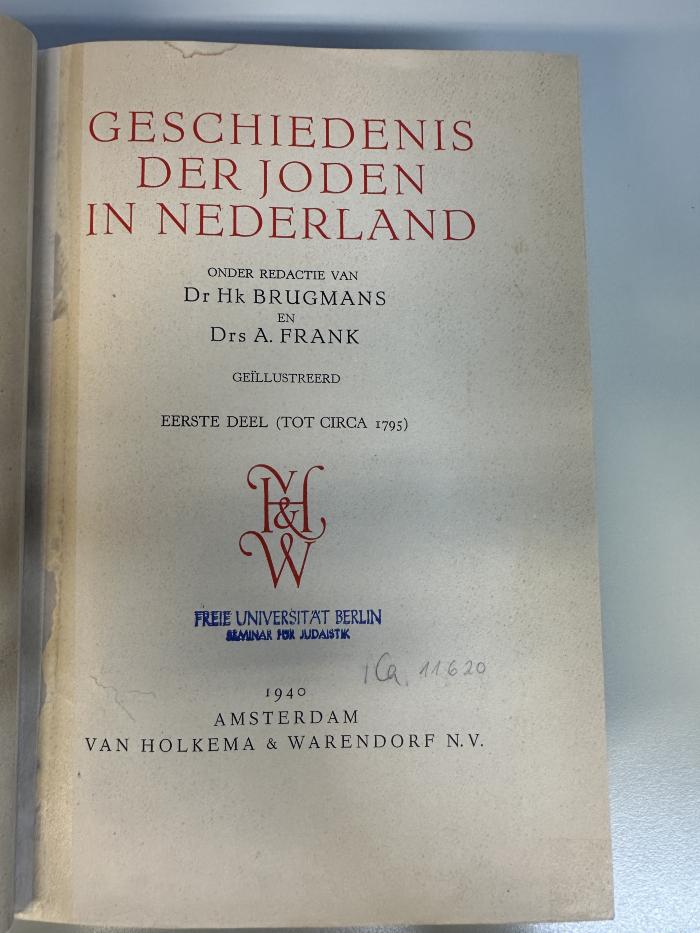 GESCHIEDENIS
DER JODEN
IN NEDERLAND
ONDER REDACTIE VAN
Dr Hk BRUGMANS
EN
Drs A. FRANK
GEÏLLUSTREERD
EERSTE DEEL (TOT CIRCA 1795)
VH
&
W
FREIE UNIVERSITÄT BERLIN
SEMINAR FÜR JUDAISTIK
11620
1940
AMSTERDAM
VAN HOLKEMA & WARENDORF N.V.